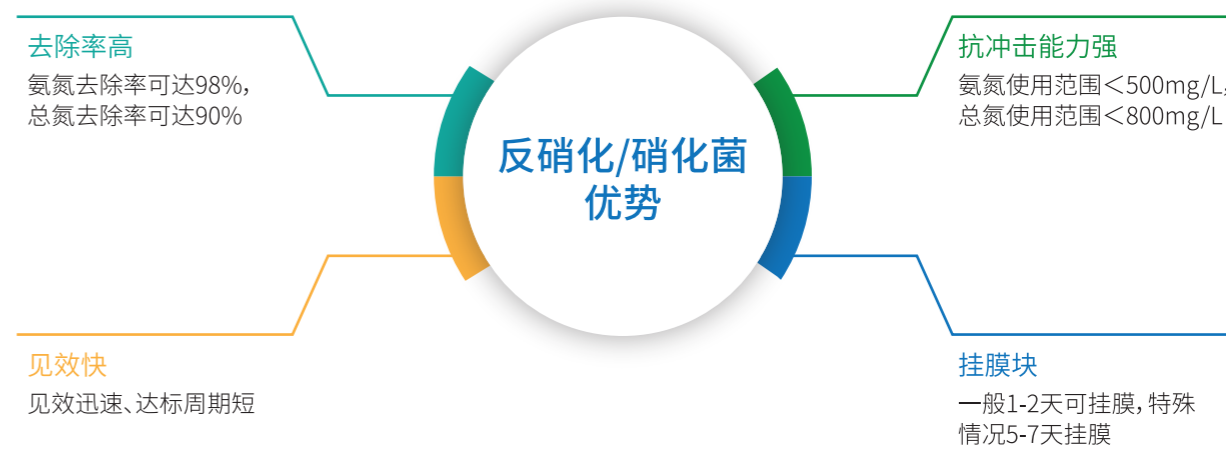 去除率高
氨氮去除率可达98%，
总氮去除率可达90%
抗冲击能力强
氨氮使用范围＜500mg/L，
总氮使用范围＜800mg/L
反硝化/硝化菌
优势
见效快
见效迅速、达标周期短
挂膜块
一般1-2天可挂膜，特殊
情况5-7天挂膜